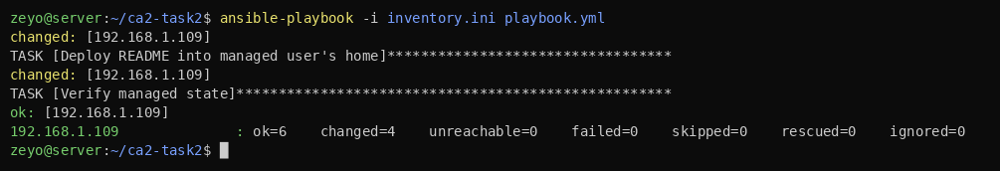 zeyo@server:~/ca2-task2$ ansible-playbook -i inventory.ini playbook.yml
changed: [192.168.1.109]
TASK [Deploy README into managed user's home]**********************************
changed: [192.168.1.109]
TASK [Verify managed state]****************************************************
ok: [192.168.1.109]
192.168.1.109              : ok=6    changed=4    unreachable=0    failed=0    skipped=0    rescued=0    ignored=0
zeyo@server:~/ca2-task2$